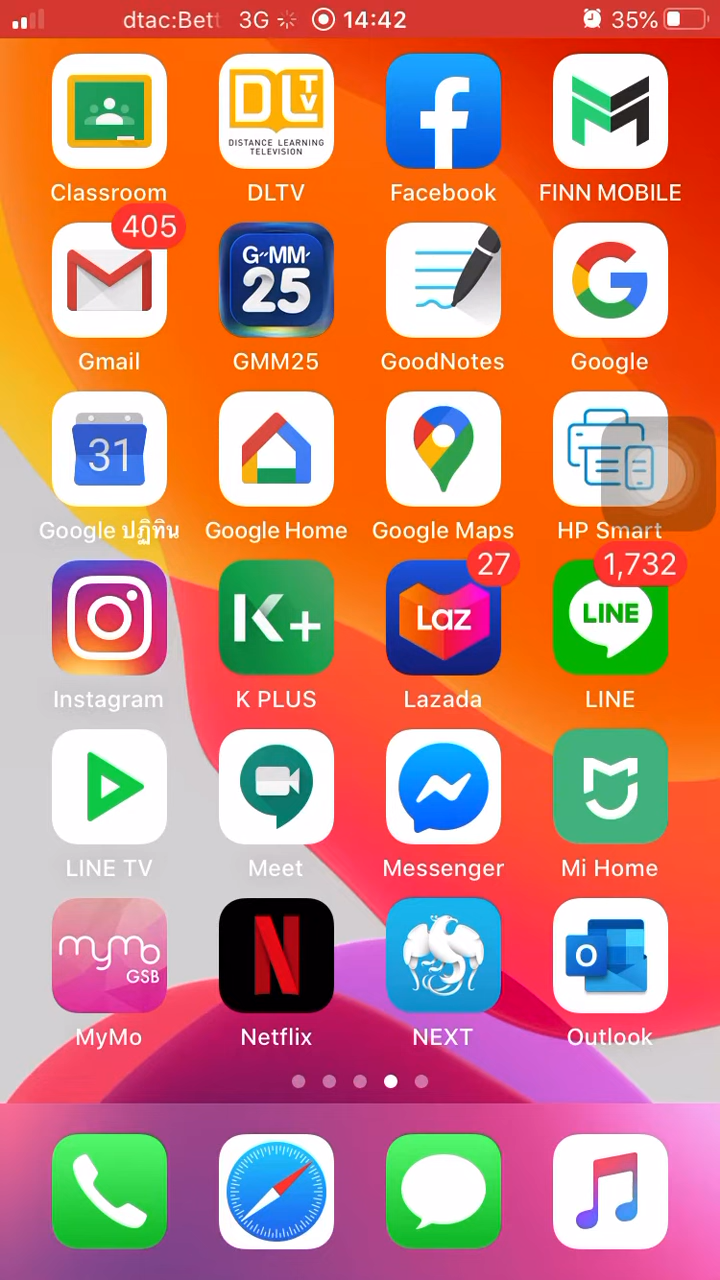 dtac:Bett 3G 14:42 35%
DLTV
DISTANCE LEARNING
TELEVISION
Classroom DLTV Facebook FINN MOBILE
405
G-MM-
25
Gmail GMM25 GoodNotes Google
31
Google ปฏิทิน Google Home Google Maps HP Smart
27 1,732
K+ Laz LINE
Instagram K PLUS Lazada LINE
LINE TV Meet Messenger Mi Home
mymo
GSB N O
MyMo Netflix NEXT Outlook